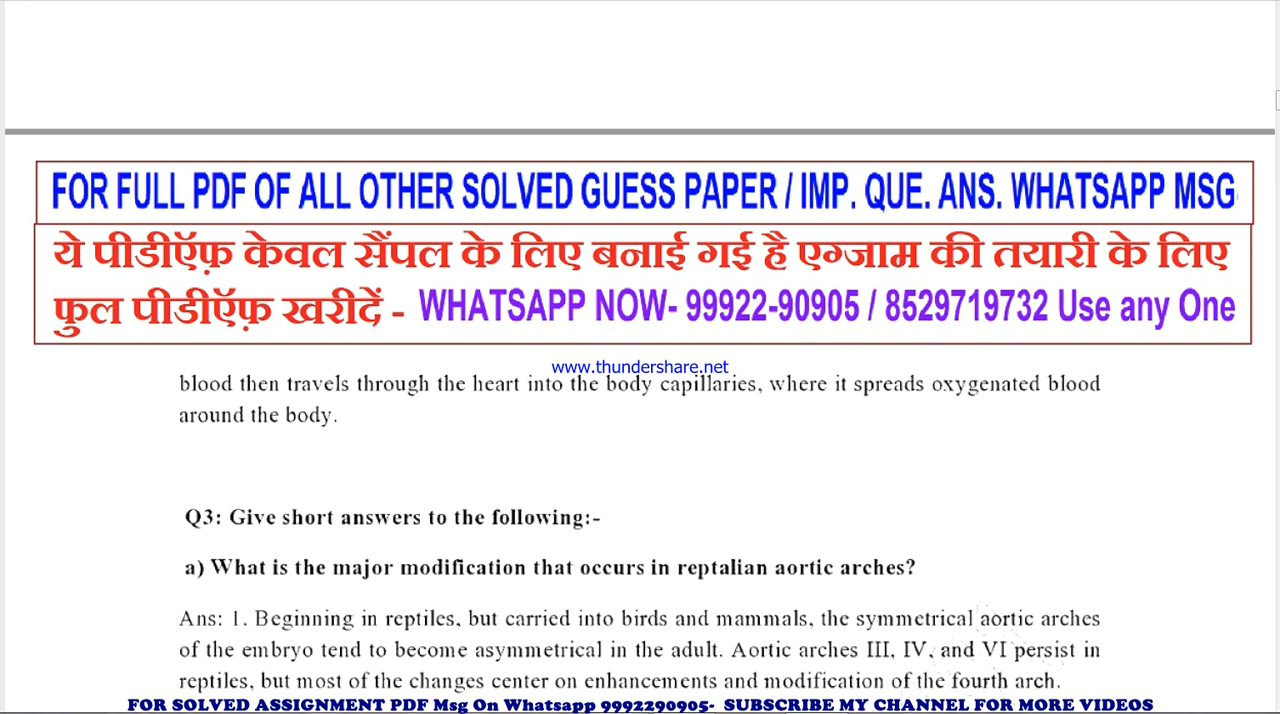 FOR FULL PDF OF ALL OTHER SOLVED GUESS PAPER / IMP. QUE. ANS. WHATSAPP MSG
ये पीडीऍफ़ केवल सैंपल के लिए बनाई गई है एग्जाम की तयारी के लिए
फुल पीडीऍफ़ खरीदें - WHATSAPP NOW- 99922-90905 / 8529719732 Use any One
www.thundershare.net
blood then travels through the heart into the body capillaries, where it spreads oxygenated blood
around the body.
Q3: Give short answers to the following:-
a) What is the major modification that occurs in reptalian aortic arches?
Ans: 1. Beginning in reptiles, but carried into birds and mammals, the symmetrical aortic arches
of the embryo tend to become asymmetrical in the adult. Aortic arches III, IV, and VI persist in
reptiles, but most of the changes center on enhancements and modification of the fourth arch.
FOR SOLVED ASSIGNMENT PDF Msg On Whatsapp 9992290905- SUBSCRIBE MY CHANNEL FOR MORE VIDEOS